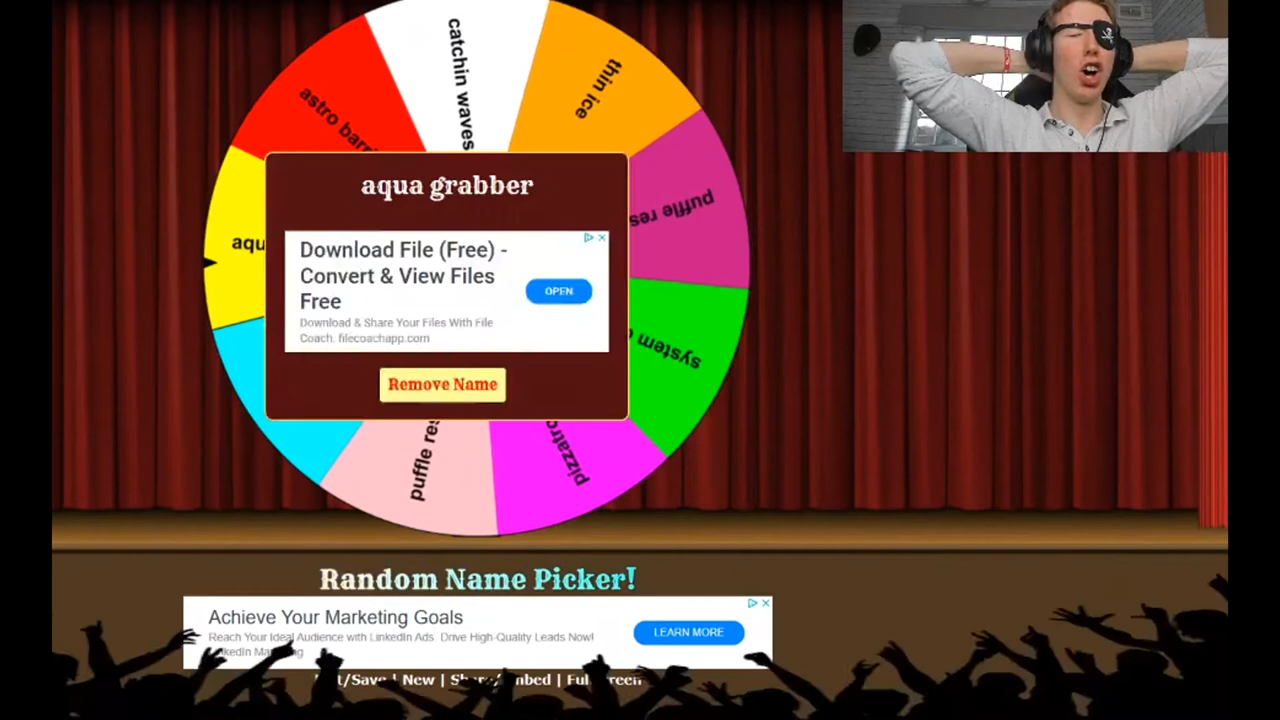 catchin waves
thin ice
astro barri
puffle res
aqua grabber
aqu
Download File (Free) -
Convert & View Files
Free
OPEN
Download & Share Your Files With File
Coach. filecoachapp.com
system
Remove Name
puffle res
pizzatro
Random Name Picker!
Achieve Your Marketing Goals
Reach Your Ideal Audience with LinkedIn Ads. Drive High-Quality Leads Now!
LEARN MORE
New |